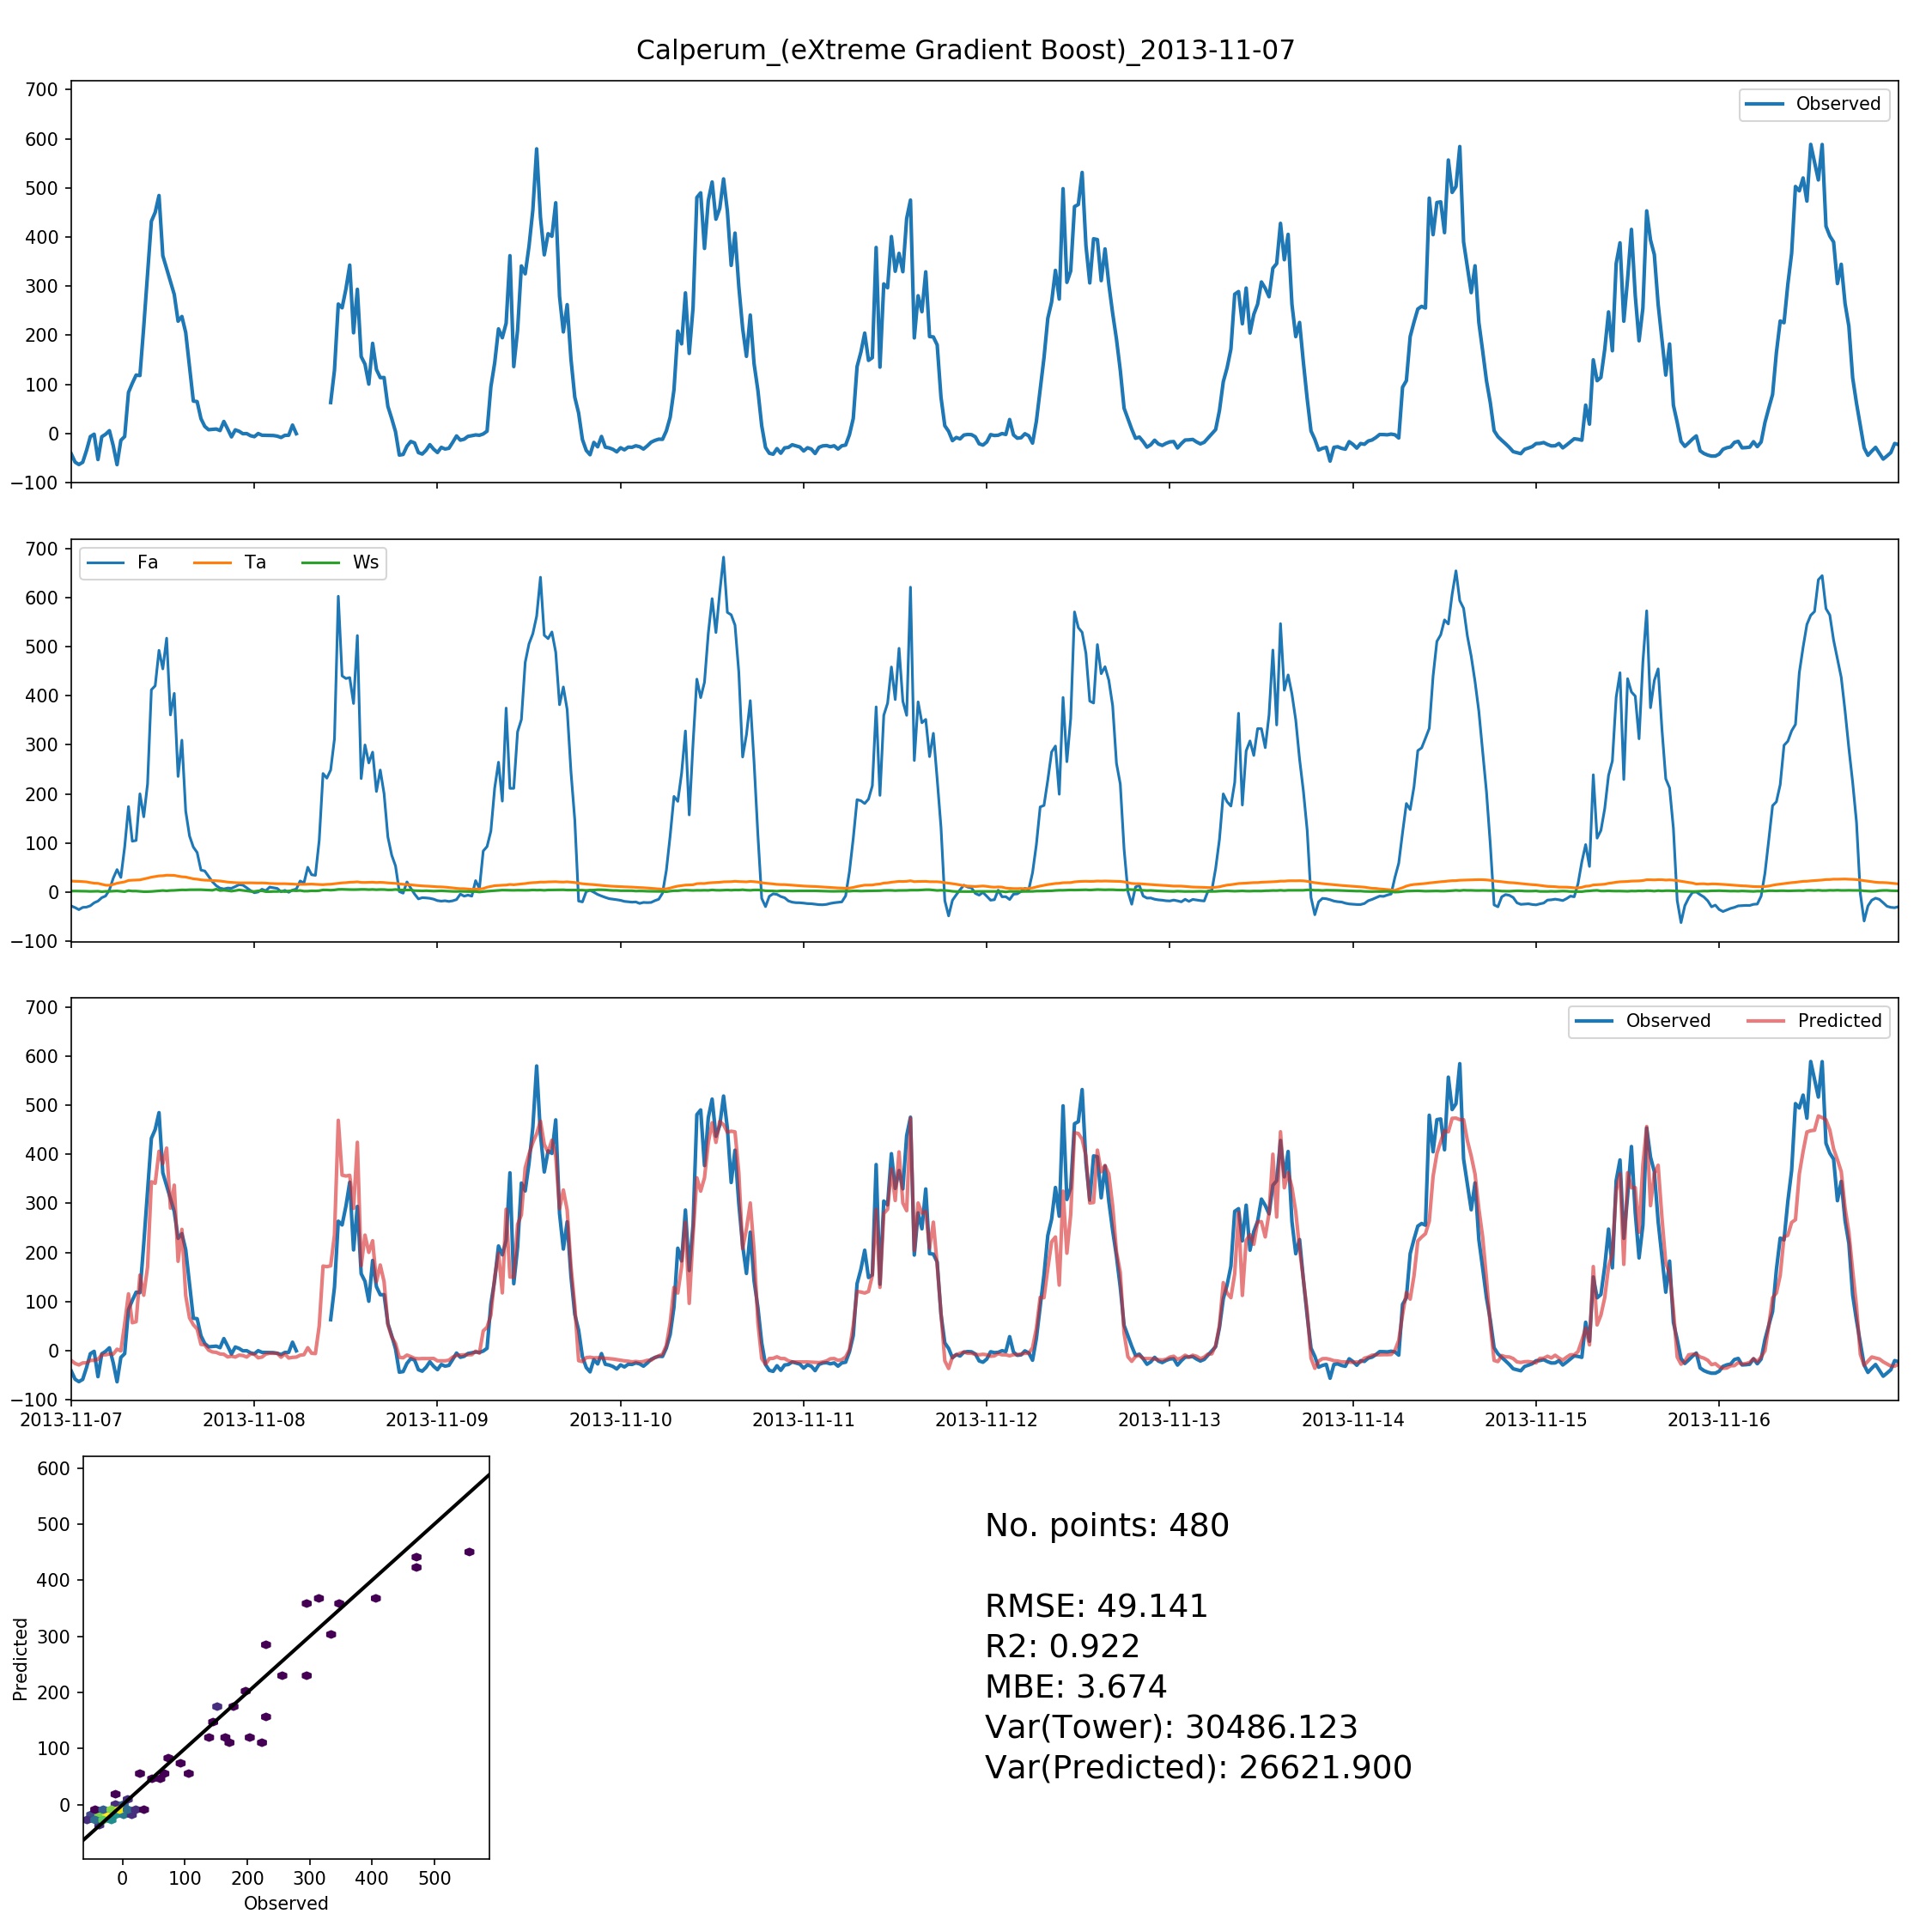 Calperum_(eXtreme Gradient Boost)_2013-11-07
700
600
500
400
300
200
100
0
−100
Observed
700
600
500
400
300
200
100
0
−100
Fa Ta Ws
700
600
500
400
300
200
100
0
−100
Observed Predicted
2013-11-07 2013-11-08 2013-11-09 2013-11-10 2013-11-11 2013-11-12 2013-11-13 2013-11-14 2013-11-15 2013-11-16
600
500
400
300
200
100
0
Predicted
0 100 200 300 400 500
Observed
No. points: 480
RMSE: 49.141
R2: 0.922
MBE: 3.674
Var(Tower): 30486.123
Var(Predicted): 26621.900